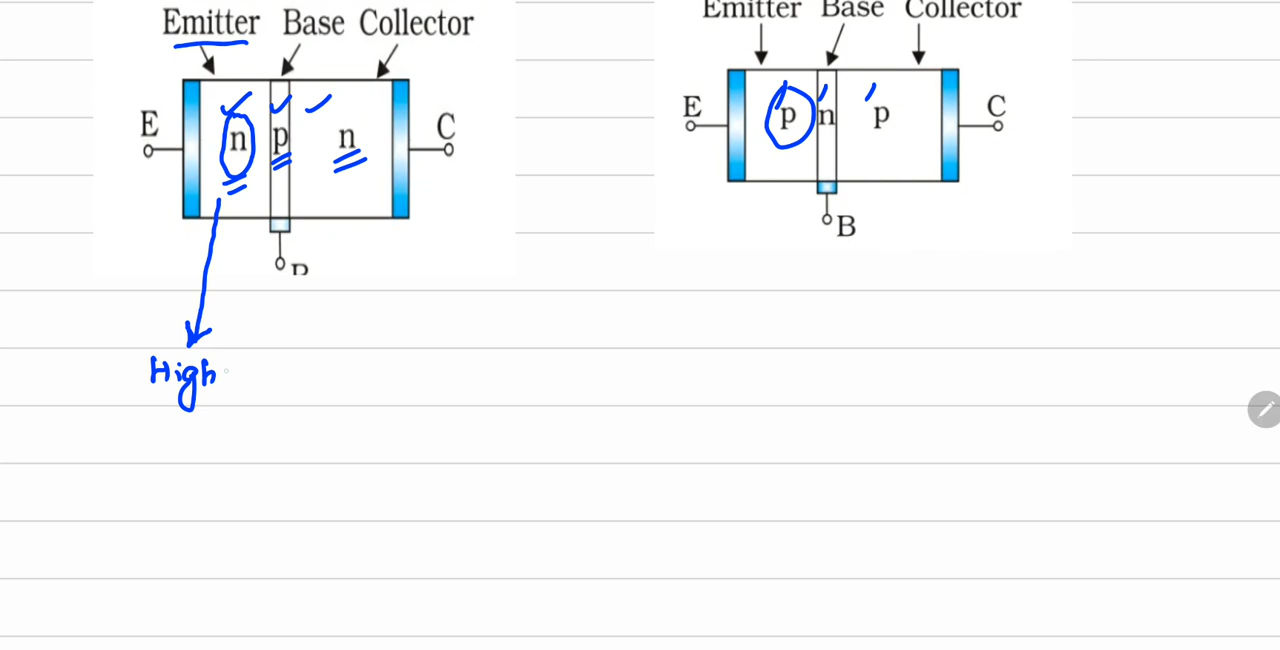 Emitter Base Collector
E n p n C
High
Emitter Base Collector
E p n p C
B